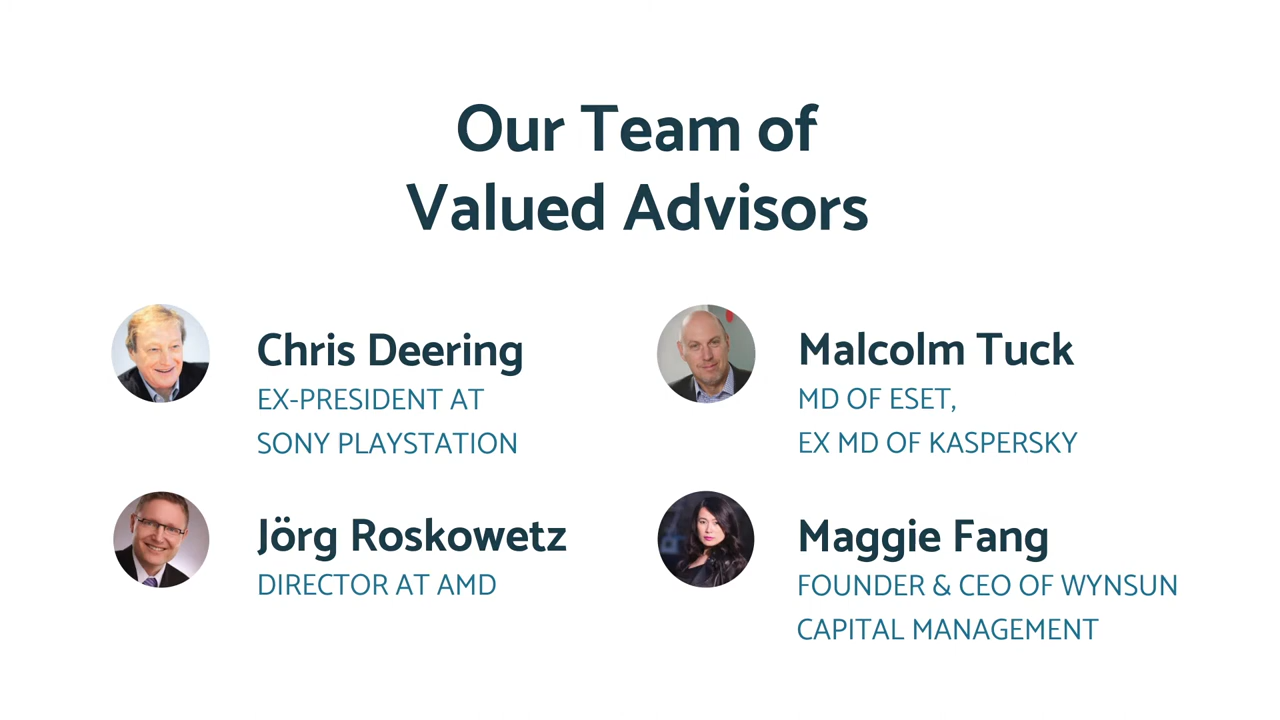 Our Team of
Valued Advisors
Chris Deering
EX-PRESIDENT AT
SONY PLAYSTATION
Malcolm Tuck
MD OF ESET,
EX MD OF KASPERSKY
Jörg Roskowetz
DIRECTOR AT AMD
Maggie Fang
FOUNDER & CEO OF WYNSUN
CAPITAL MANAGEMENT